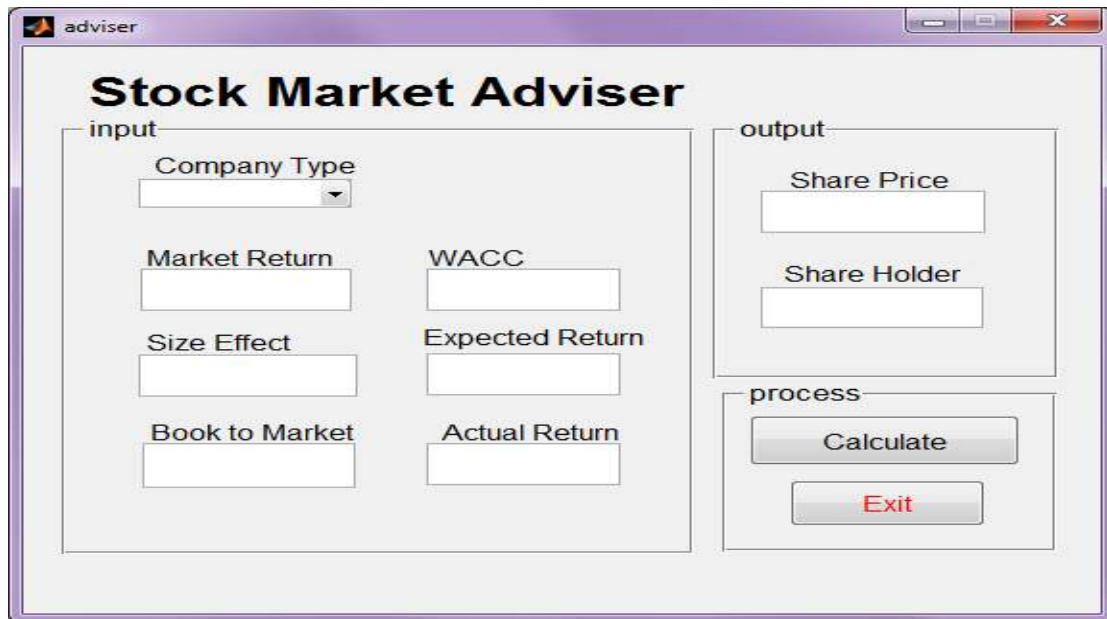 adviser
Stock Market Adviser
input
Company Type
Market Return
WACC
Size Effect
Expected Return
Book to Market
Actual Return
output
Share Price
Share Holder
process
Calculate
Exit